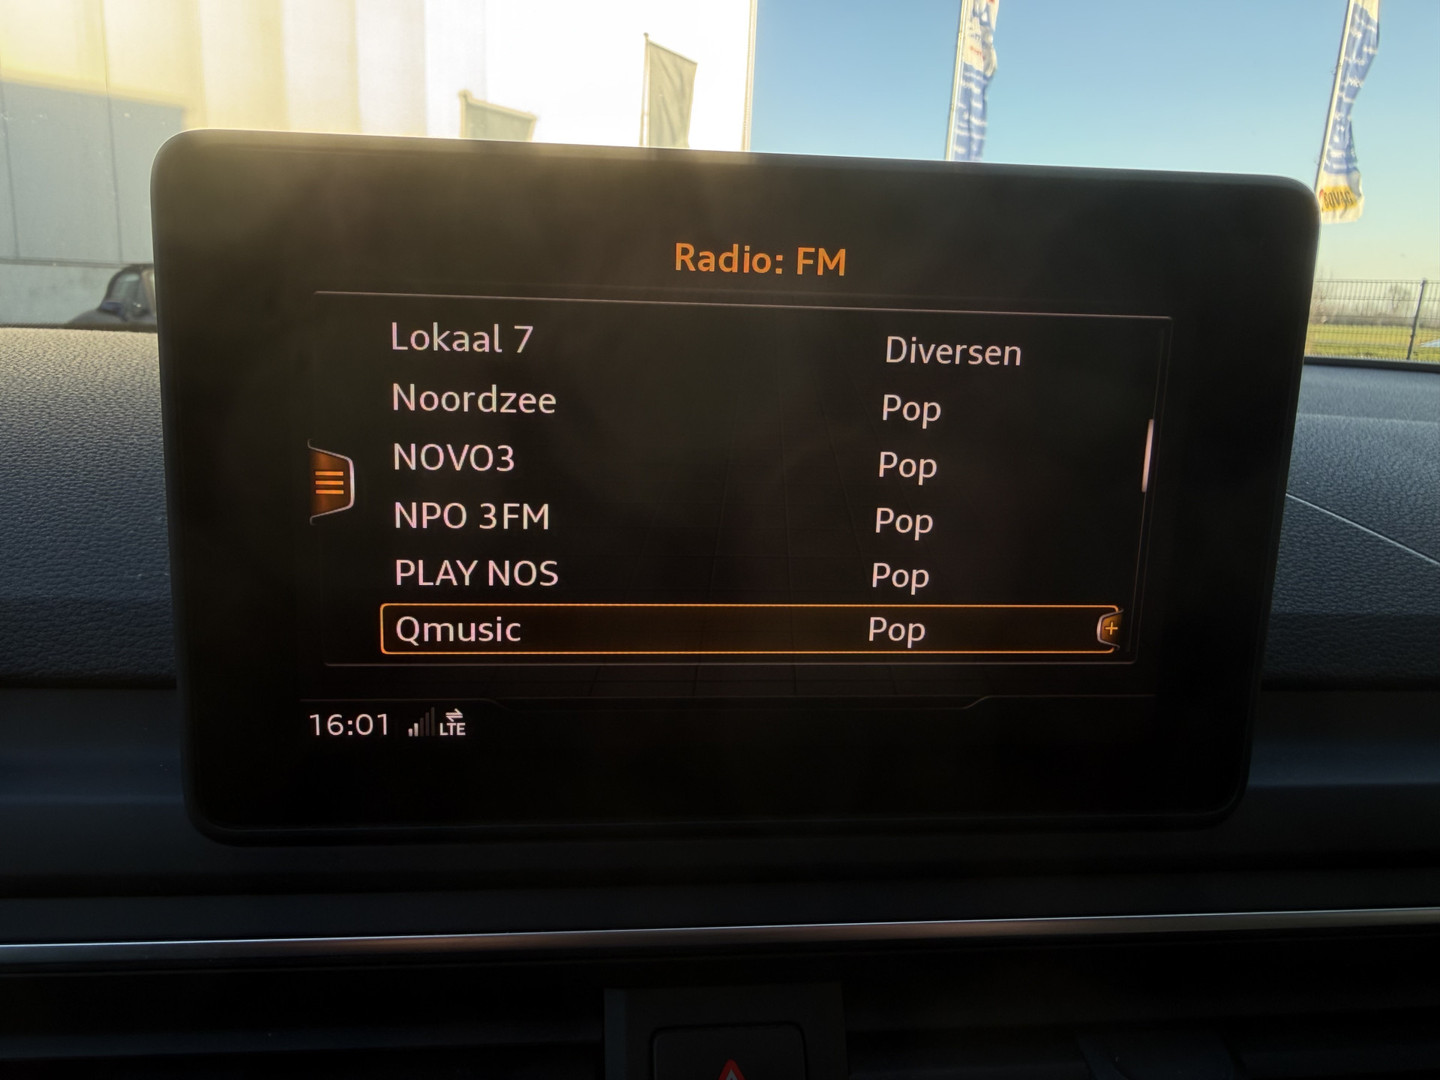 Radio: FM
Lokaal 7 Diversen
Noordzee Pop
NOVO3 Pop
NPO 3FM Pop
PLAY NOS Pop
Qmusic Pop
16:01 LTE